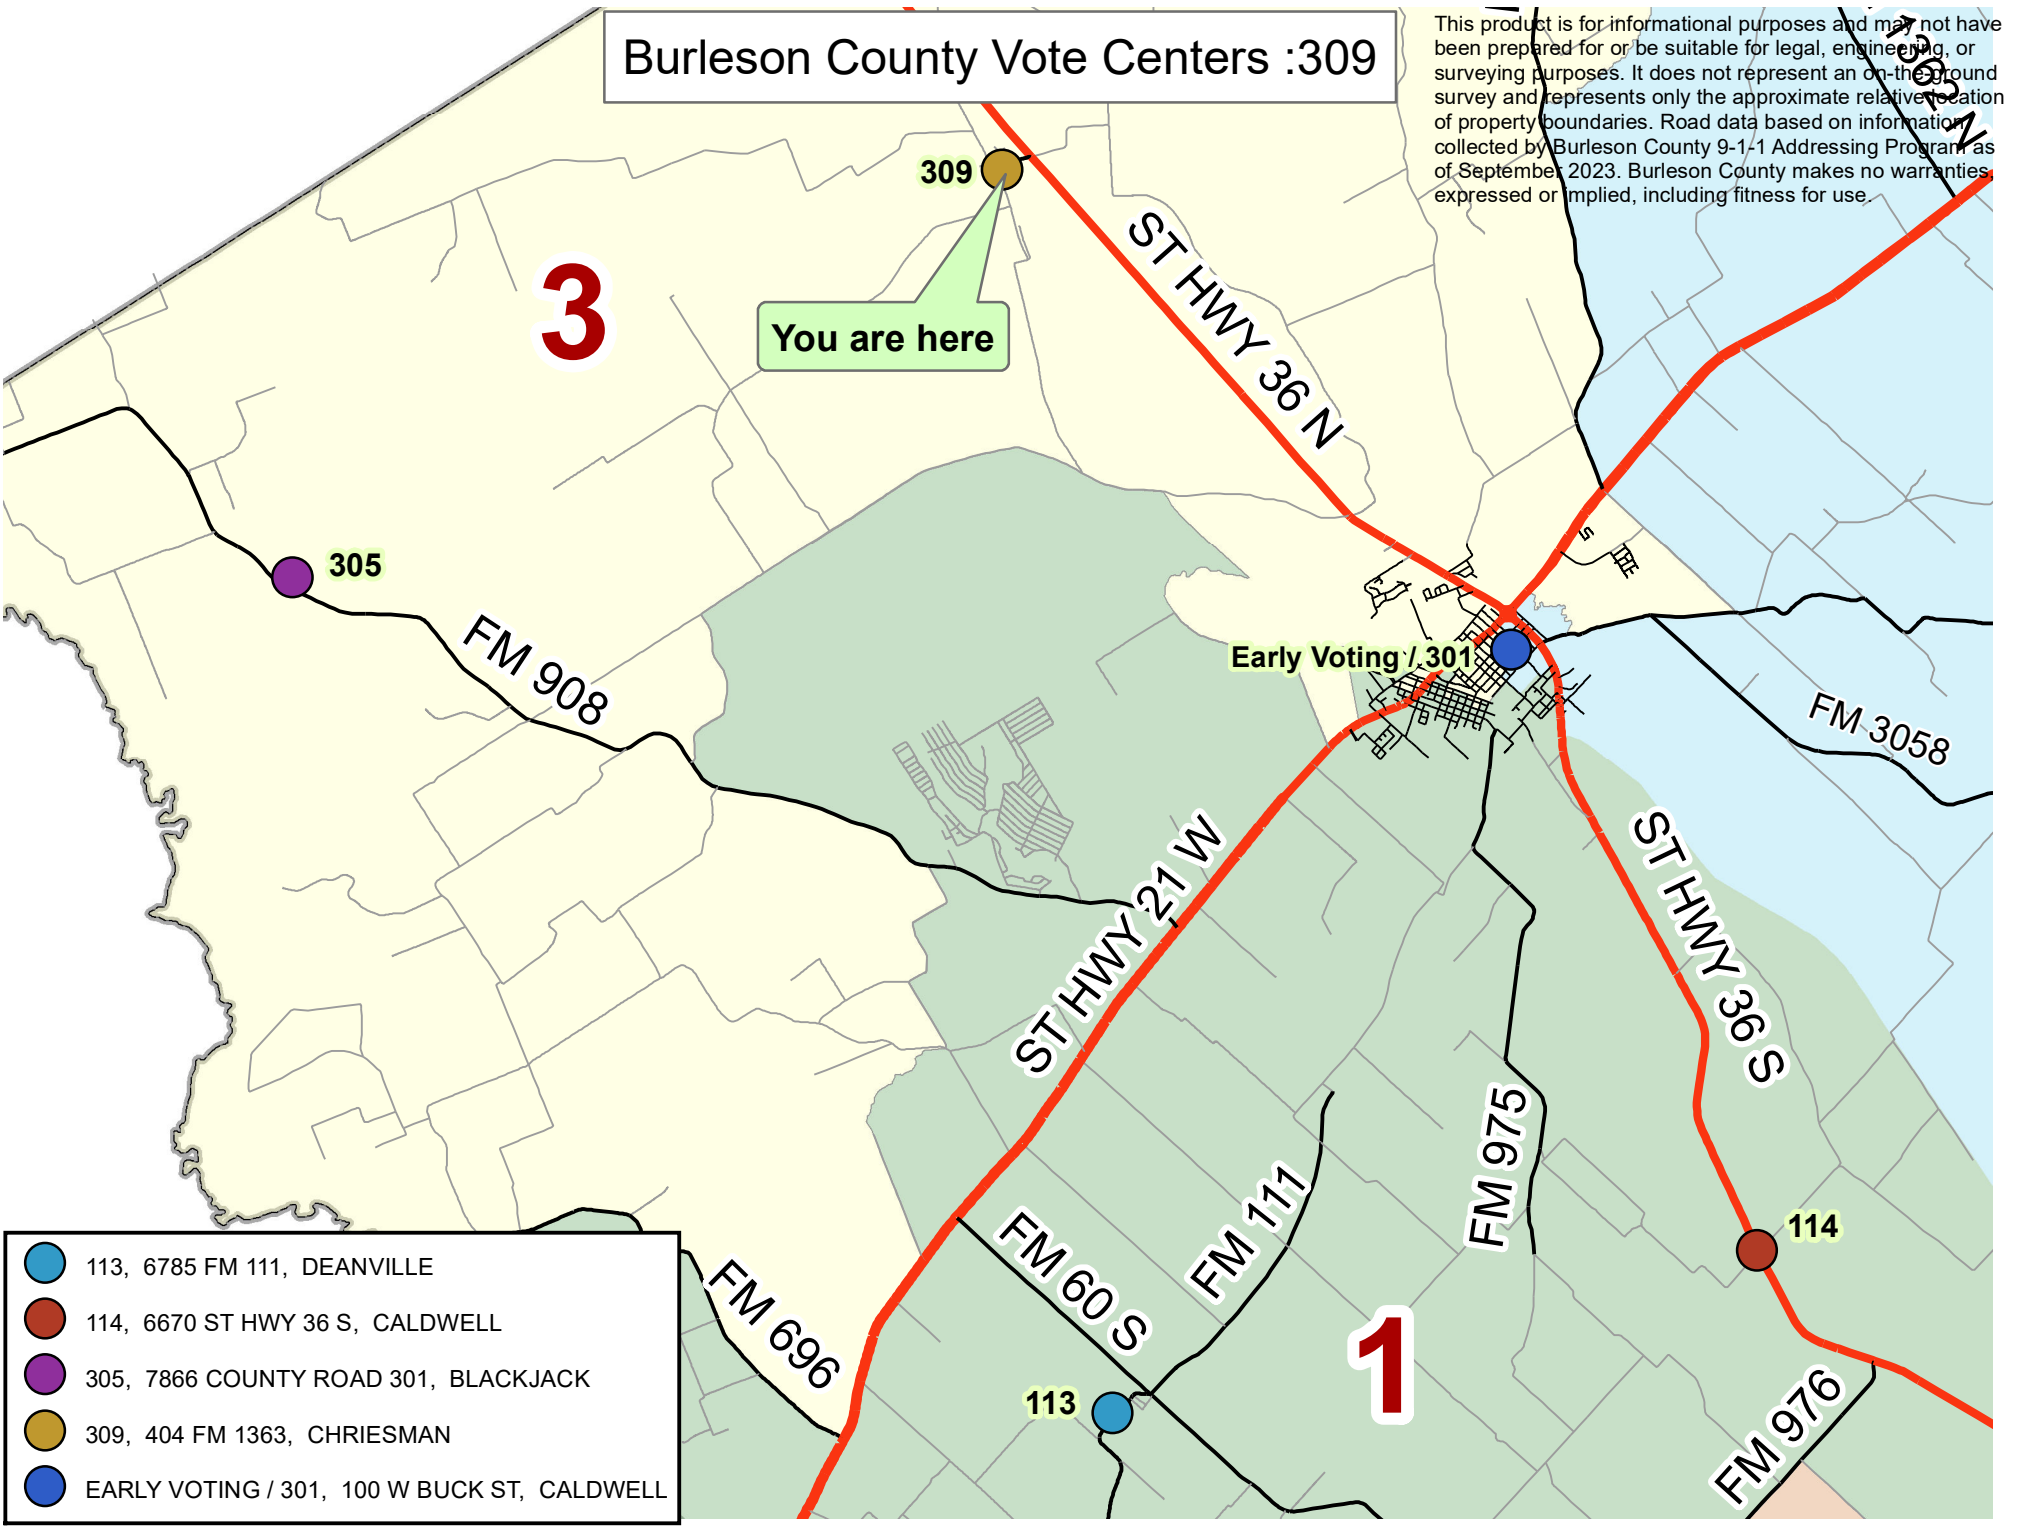 Burleson County Vote Centers :309
This product is for informational purposes and may not have
been prepared for or be suitable for legal, engineering, or
surveying purposes. It does not represent an on-the-ground
survey and represents only the approximate relative location
of property boundaries. Road data based on information
collected by Burleson County 9-1-1 Addressing Program as
of September 2023. Burleson County makes no warranties,
expressed or implied, including fitness for use.
309
ST HWY 36 N
3
You are here
305
FM 908
Early Voting / 301
FM 3058
ST HWY 21 W
ST HWY 36 S
FM 975
FM 111
114
FM 60 S
FM 696
1
113
FM 976
113, 6785 FM 111, DEANVILLE
114, 6670 ST HWY 36 S, CALDWELL
305, 7866 COUNTY ROAD 301, BLACKJACK
309, 404 FM 1363, CHRIESMAN
EARLY VOTING / 301, 100 W BUCK ST, CALDWELL